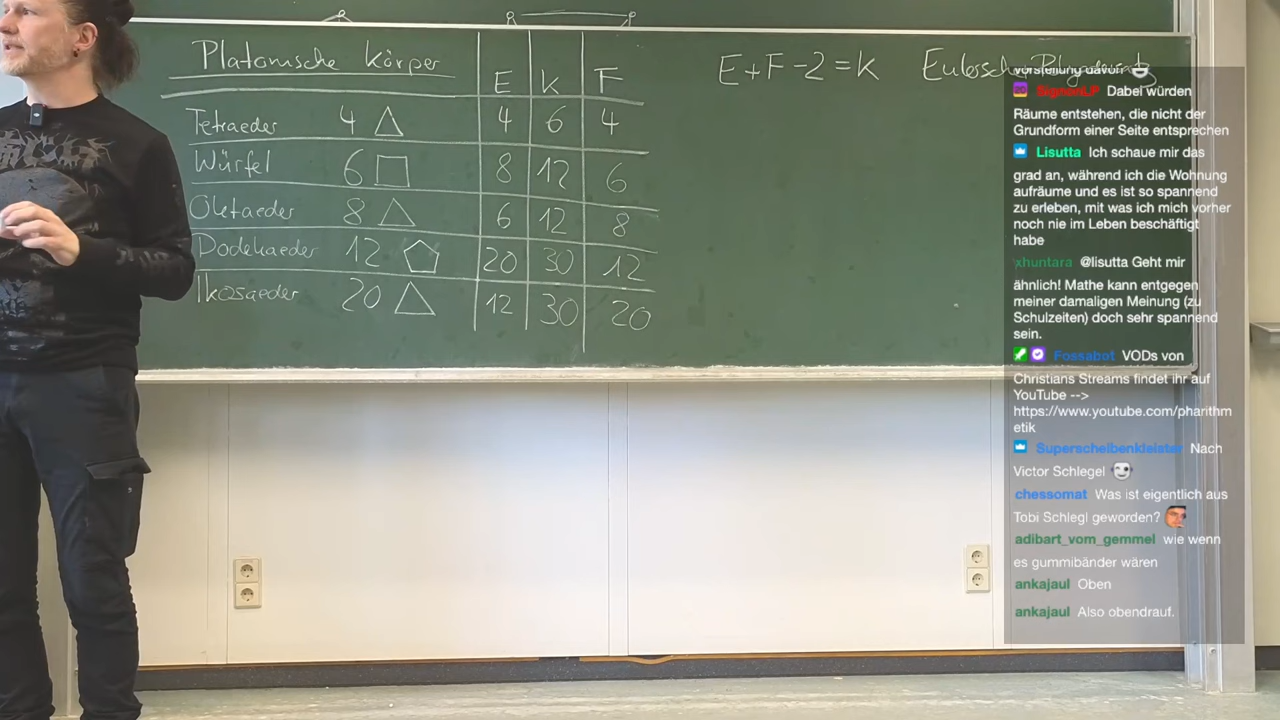 Platonische Körper E K F
Tetraeder 4 4 6 4
Würfel 6 8 12 6
Oktaeder 8 6 12 8
Dodekaeder 12 20 30 12
Ikosaeder 20 12 30 20
E+F-2=K
vorstellung davor!
SignonLP Dabei würden
Räume entstehen, die nicht der
Grundform einer Seite entsprechen
Lisutta Ich schaue mir das
grad an, während ich die Wohnung
aufräume und es ist so spannend
zu erleben, mit was ich mich vorher
noch nie im Leben beschäftigt
habe
xhuntara @lisutta Geht mir
ähnlich! Mathe kann entgegen
meiner damaligen Meinung (zu
Schulzeiten) doch sehr spannend
sein.
Fossabot VODs von
Christians Streams findet ihr auf
YouTube -->
https://www.youtube.com/pharithm
etik
Superscheibenkleister Nach
Victor Schlegel
chessomat Was ist eigentlich aus
Tobi Schlegl geworden?
adibart_vom_gemmel wie wenn
es gummibänder wären
ankajaul Oben
ankajaul Also obendrauf.